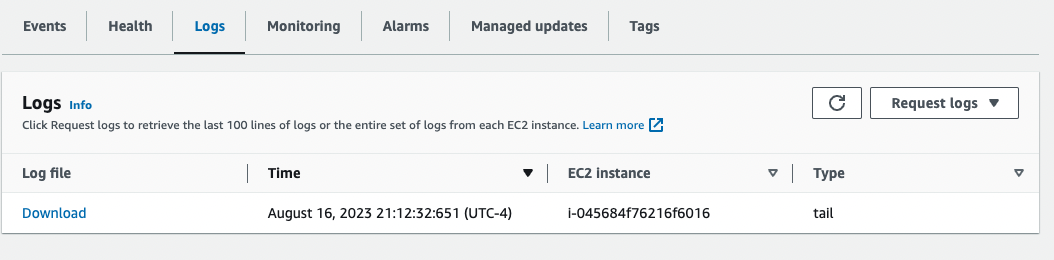 Events Health Logs Monitoring Alarms Managed updates Tags
Logs Info
Request logs
Click Request logs to retrieve the last 100 lines of logs or the entire set of logs from each EC2 instance. Learn more
Log file Time EC2 instance Type
Download August 16, 2023 21:12:32:651 (UTC-4) i-045684f76216f6016 tail